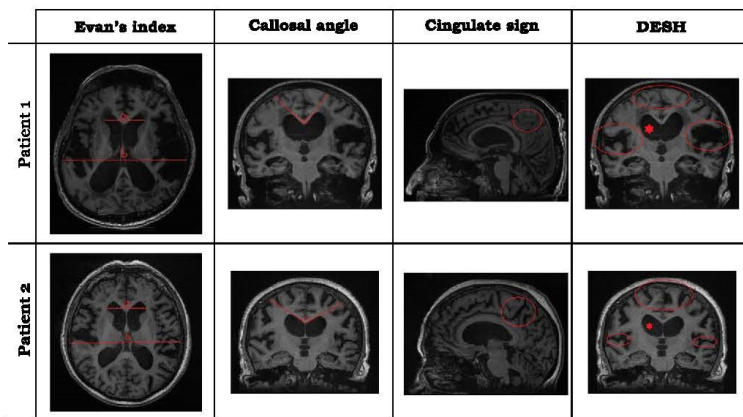 Evan's index
Callosal angle
Cingulate sign
DESH
Patient 1
a
b
Patient 2